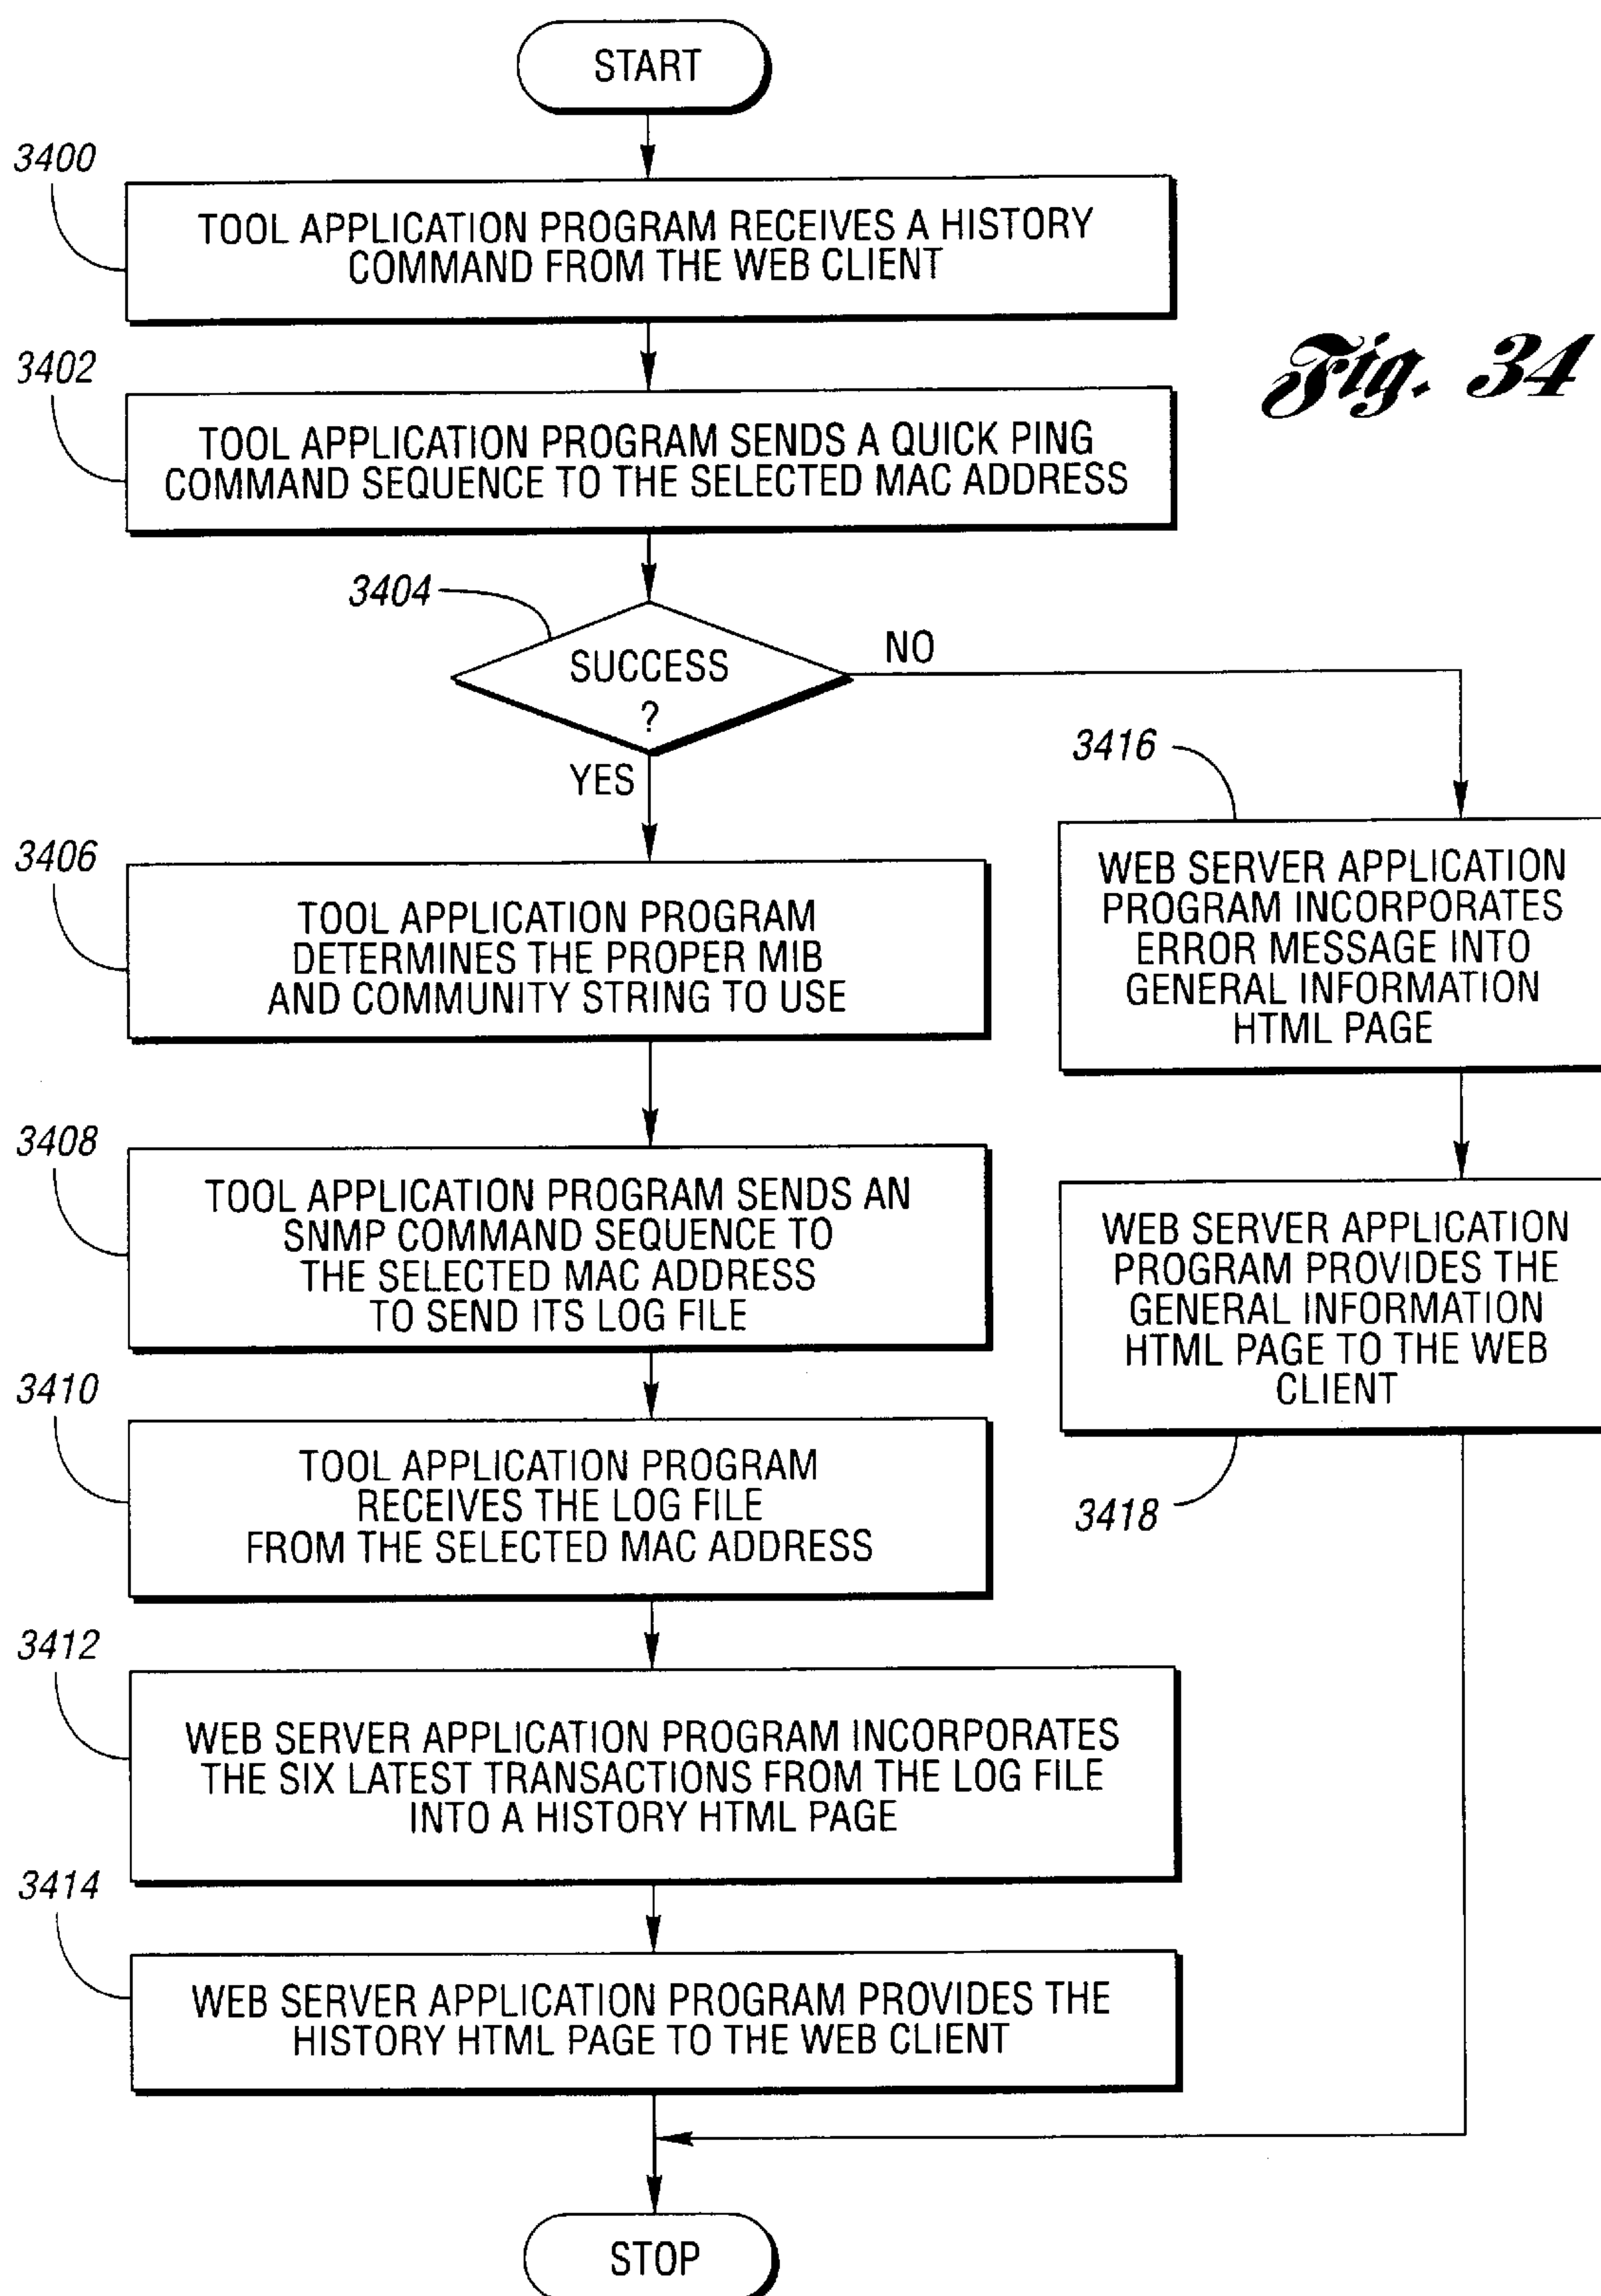 START
3400
TOOL APPLICATION PROGRAM RECEIVES A HISTORY
COMMAND FROM THE WEB CLIENT
Fig. 34
3402
TOOL APPLICATION PROGRAM SENDS A QUICK PING
COMMAND SEQUENCE TO THE SELECTED MAC ADDRESS
3404
SUCCESS
?
NO
YES
3406
TOOL APPLICATION PROGRAM
DETERMINES THE PROPER MIB
AND COMMUNITY STRING TO USE
3408
TOOL APPLICATION PROGRAM SENDS AN
SNMP COMMAND SEQUENCE TO
THE SELECTED MAC ADDRESS
TO SEND ITS LOG FILE
3410
TOOL APPLICATION PROGRAM
RECEIVES THE LOG FILE
FROM THE SELECTED MAC ADDRESS
3412
WEB SERVER APPLICATION PROGRAM INCORPORATES
THE SIX LATEST TRANSACTIONS FROM THE LOG FILE
INTO A HISTORY HTML PAGE
3414
WEB SERVER APPLICATION PROGRAM PROVIDES THE
HISTORY HTML PAGE TO THE WEB CLIENT
3416
WEB SERVER APPLICATION
PROGRAM INCORPORATES
ERROR MESSAGE INTO
GENERAL INFORMATION
HTML PAGE
WEB SERVER APPLICATION
PROGRAM PROVIDES THE
GENERAL INFORMATION
HTML PAGE TO THE WEB
CLIENT
3418
STOP